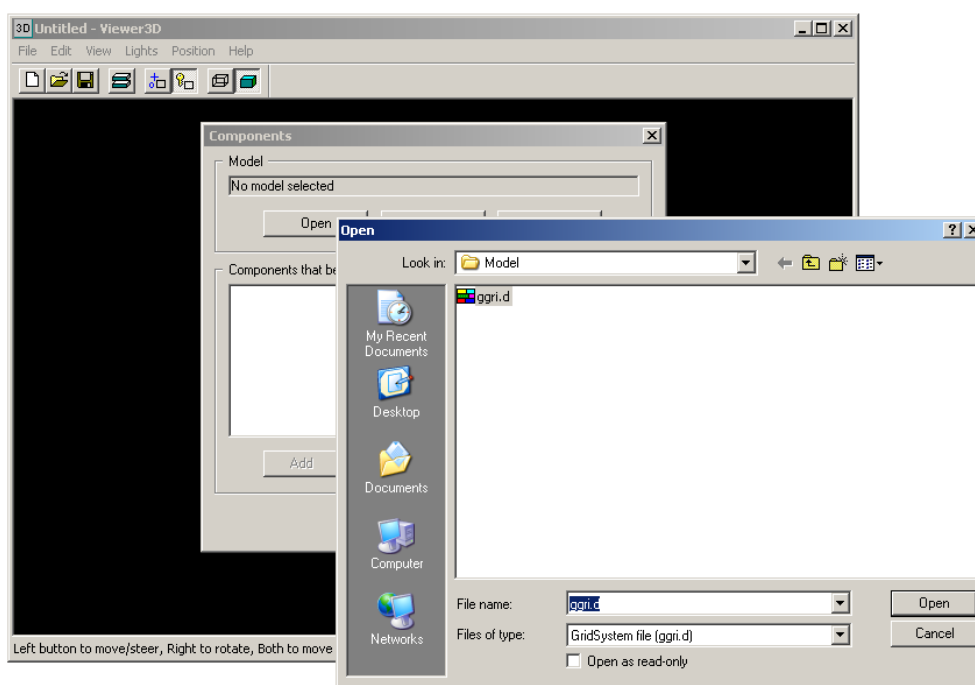 3D Untitled - Viewer3D
File Edit View Lights Position Help
Components
Model
No model selected
Open
Open
Look in: Model
Components that be
ggri.d
My Recent
Documents
Desktop
Documents
Add
Computer
File name: ggri.d Open
Networks
Files of type: GridSystem file (ggri.d) Cancel
Open as read-only
Left button to move/steer, Right to rotate, Both to move